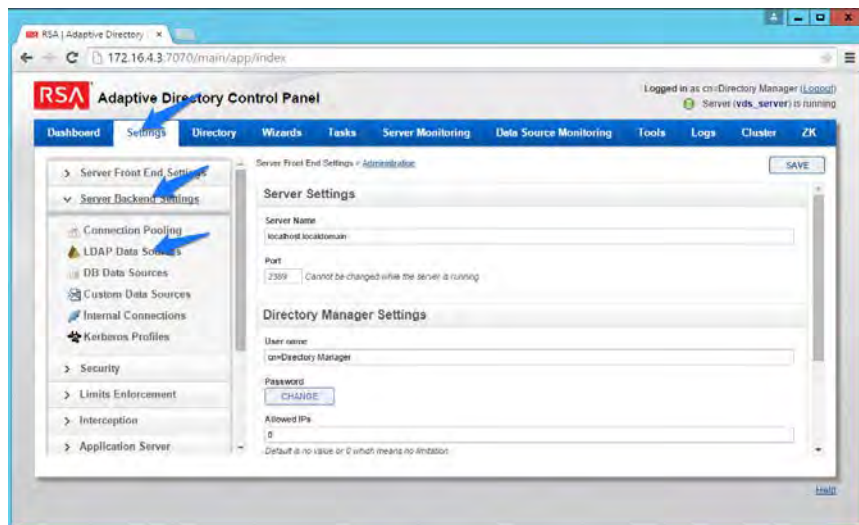 RSA | Adaptive Directory
172.16.4.3:7070/main/app/index
RSA Adaptive Directory Control Panel
Logged in as cn=Directory Manager (Logout)
Server (vds_server) is running
Dashboard Settings Directory Wizards Tasks Server Monitoring Data Source Monitoring Tools Logs Cluster ZK
Server Front End Settings > Administration
SAVE
Server Front End Settings
Server Backend Settings
Connection Pooling
LDAP Data Sources
DB Data Sources
Custom Data Sources
Internal Connections
Kerberos Profiles
Security
Limits Enforcement
Interception
Application Server
Server Settings
Server Name
localhost.localdomain
Port
2389 Cannot be changed while the server is running
Directory Manager Settings
User name
cn=Directory Manager
Password
CHANGE
Allowed IPs
0
Default is no value or 0 which means no limitation
Help